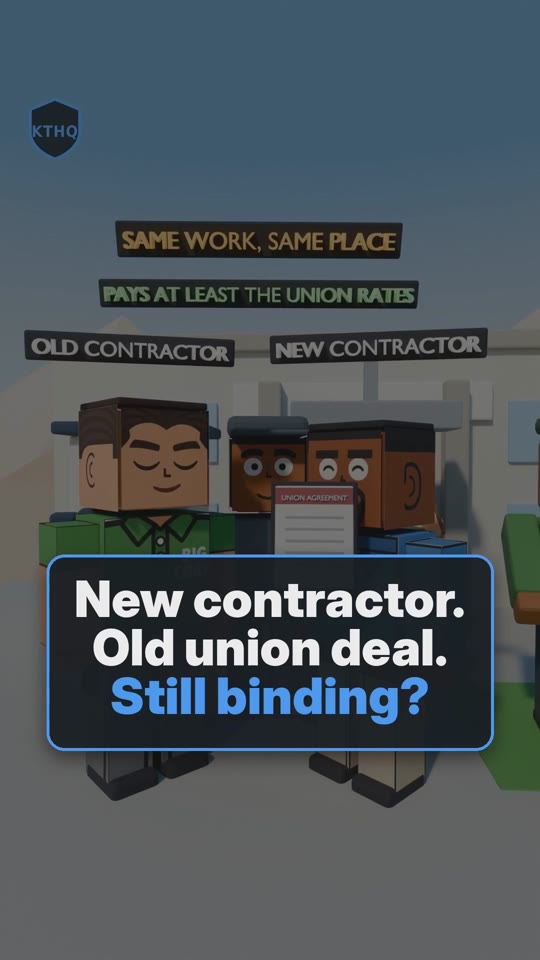 KTHQ
SAME WORK, SAME PLACE
PAYS AT LEAST THE UNION RATES
OLD CONTRACTOR
NEW CONTRACTOR
UNION AGREEMENT
BIG
New contractor.
Old union deal.
Still binding?